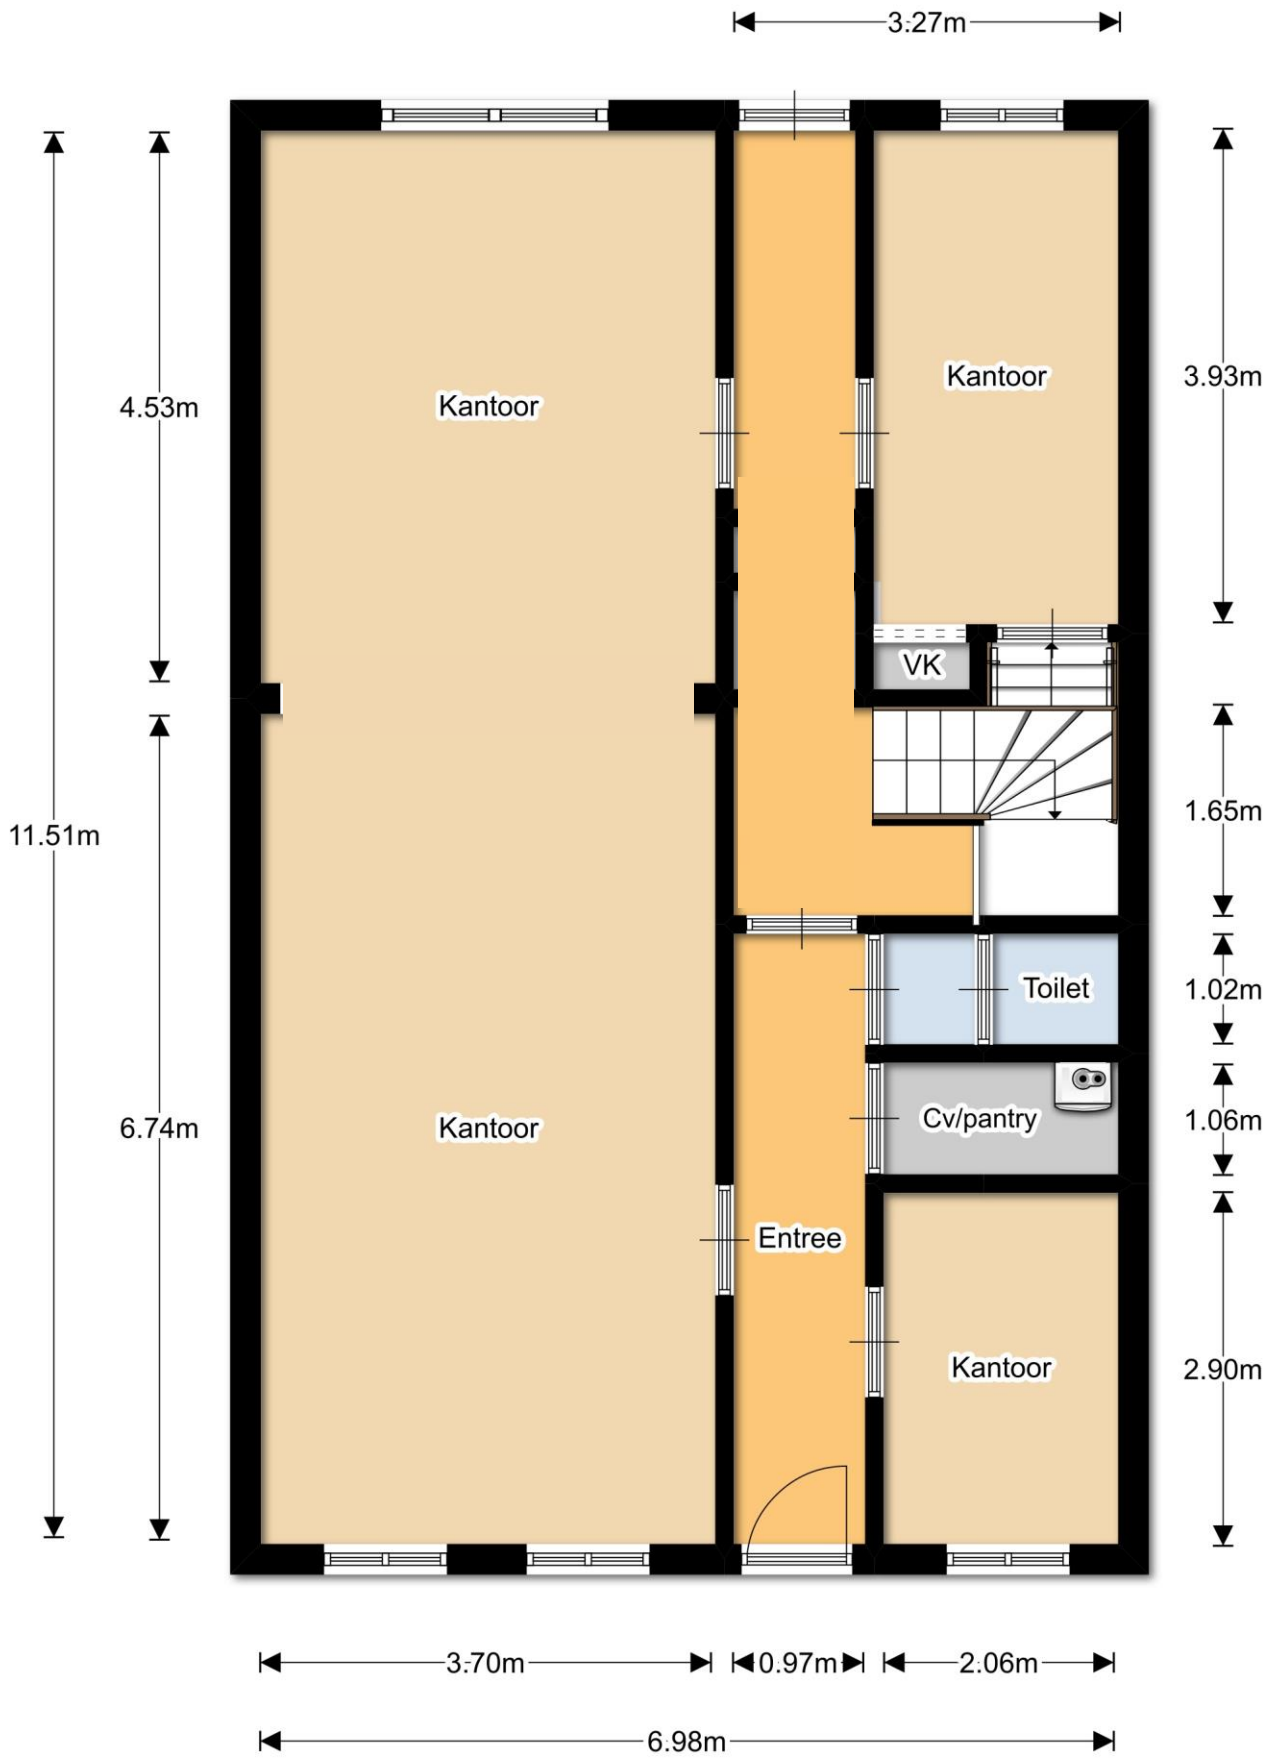 3.27m
Kantoor
3.93m
4.53m
Kantoor
VK
11.51m
1.65m
Toilet
1.02m
Cv/pantry
1.06m
6.74m
Kantoor
Entree
Kantoor
2.90m
3.70m
0.97m
2.06m
6.98m